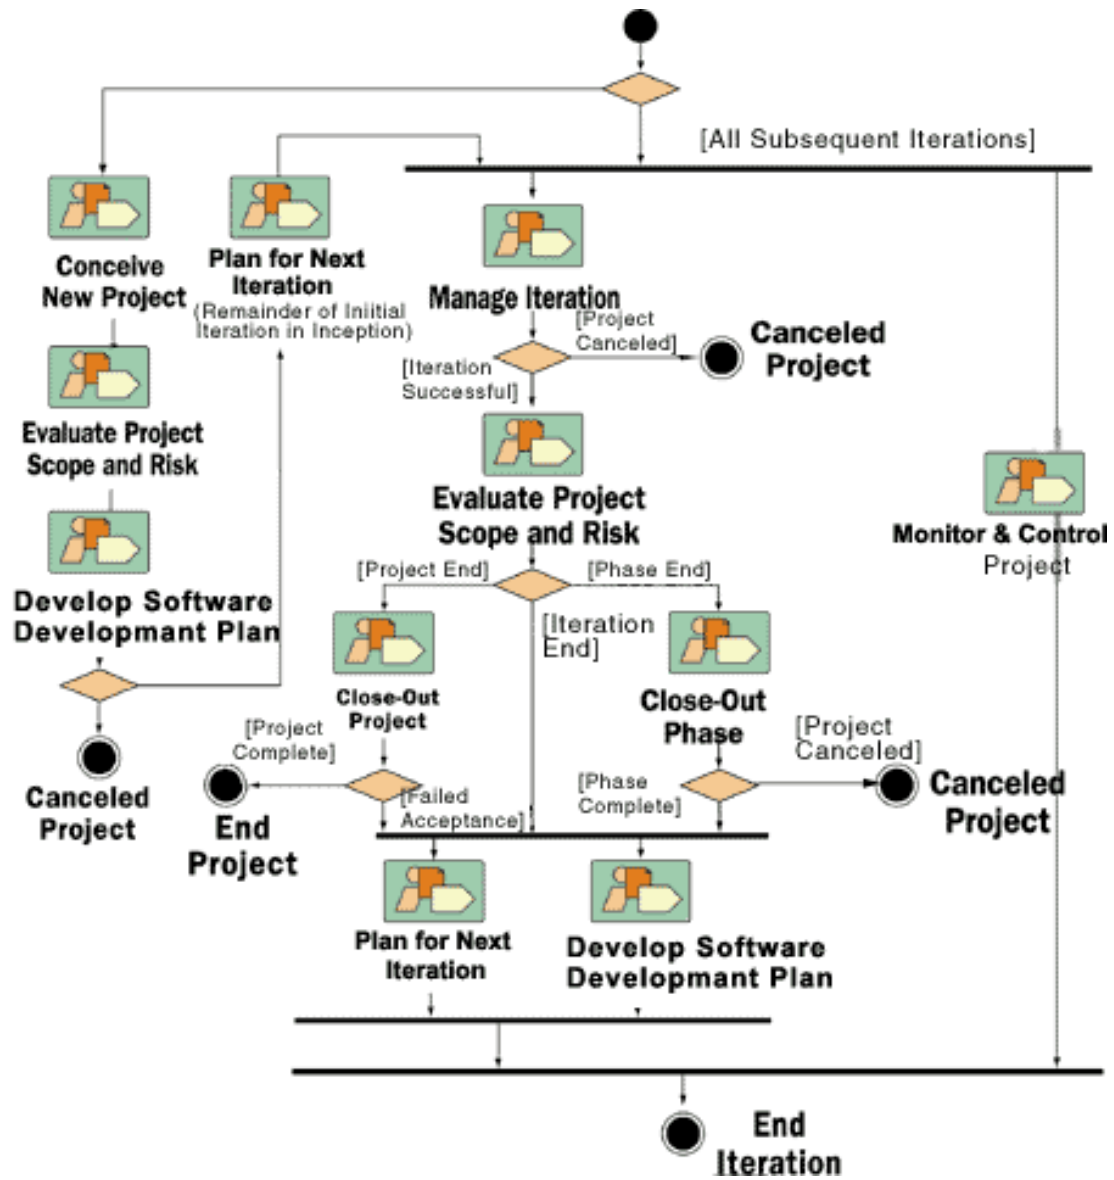 [All Subsequent Iterations]
Conceive
New Project
Plan for Next
Iteration
(Remainder of Iniitial
Iteration in Inception)
Manage Iteration
[Project
Canceled]
Canceled
Project
[Iteration
Successful]
Evaluate Project
Scope and Risk
Evaluate Project
Scope and Risk
Monitor & Control
Project
[Project End]
[Phase End]
Develop Software
Developmant Plan
[Iteration
End]
Close-Out
Project
Close-Out
Phase
[Project
Complete]
[Project
Canceled]
Canceled
Project
End
Project
[Failed
Acceptance]
[Phase
Complete]
Canceled
Project
Plan for Next
Iteration
Develop Software
Developmant Plan
End
Iteration